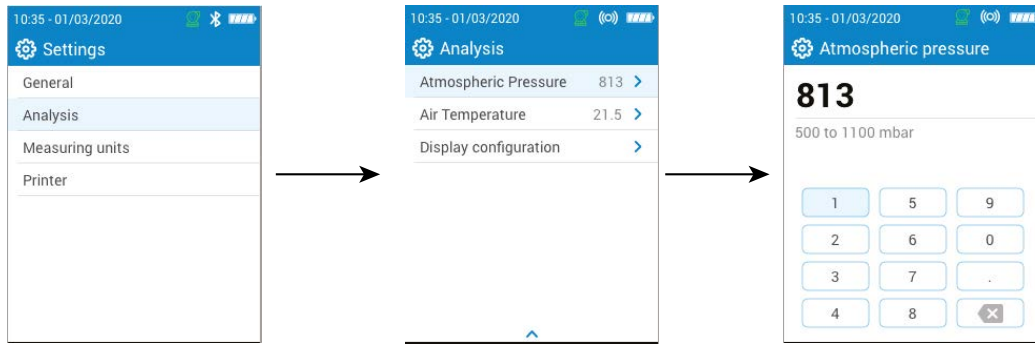 10:35 - 01/03/2020
Settings
General
Analysis
Measuring units
Printer
10:35 - 01/03/2020
Analysis
Atmospheric Pressure 813
Air Temperature 21.5
Display configuration
10:35 - 01/03/2020
Atmospheric pressure
813
500 to 1100 mbar
1 5 9
2 6 0
3 7 .
4 8